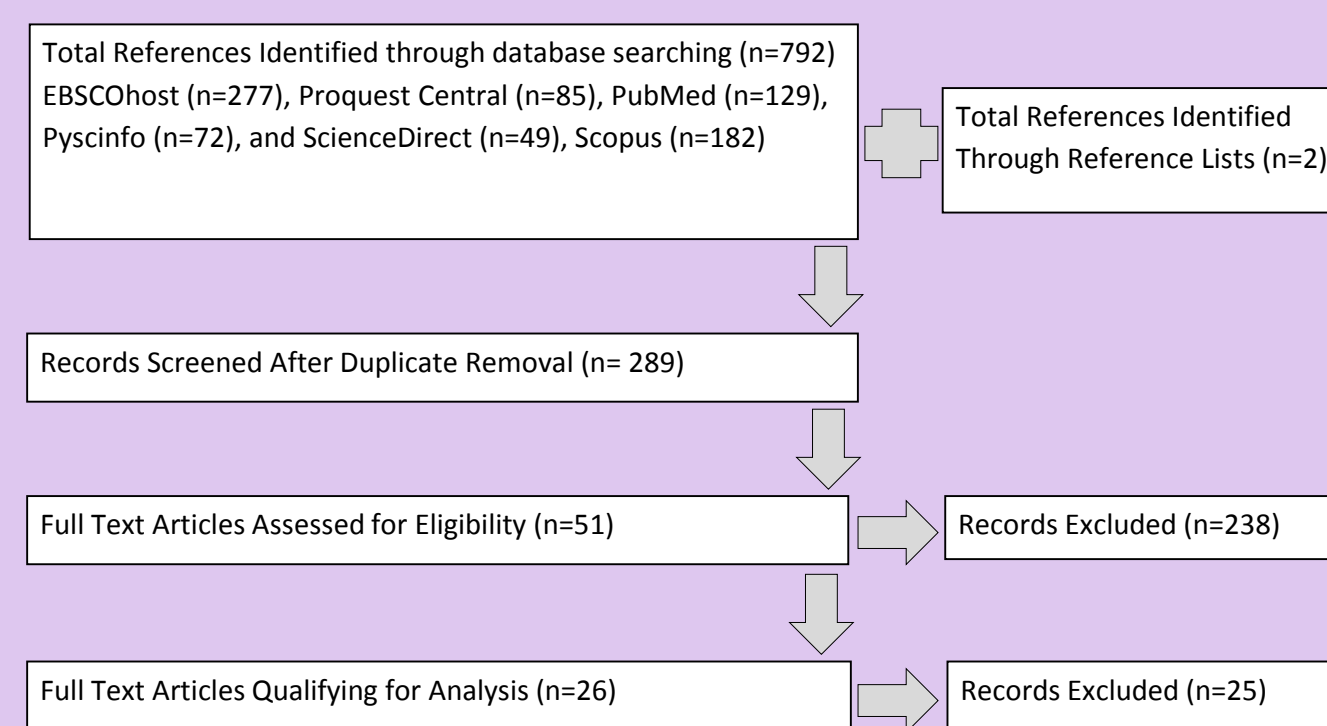 Total References Identified through database searching (n=792)
EBSCOhost (n=277), Proquest Central (n=85), PubMed (n=129),
Pyscinfo (n=72), and ScienceDirect (n=49), Scopus (n=182)
Total References Identified
Through Reference Lists (n=2)
Records Screened After Duplicate Removal (n= 289)
Full Text Articles Assessed for Eligibility (n=51)
Records Excluded (n=238)
Full Text Articles Qualifying for Analysis (n=26)
Records Excluded (n=25)